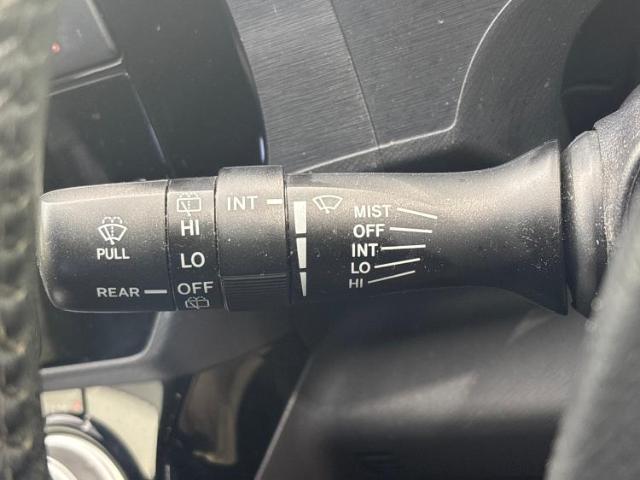 PULL
REAR
HI
LO
OFF
INT
MIST
OFF
INT
LO
HI